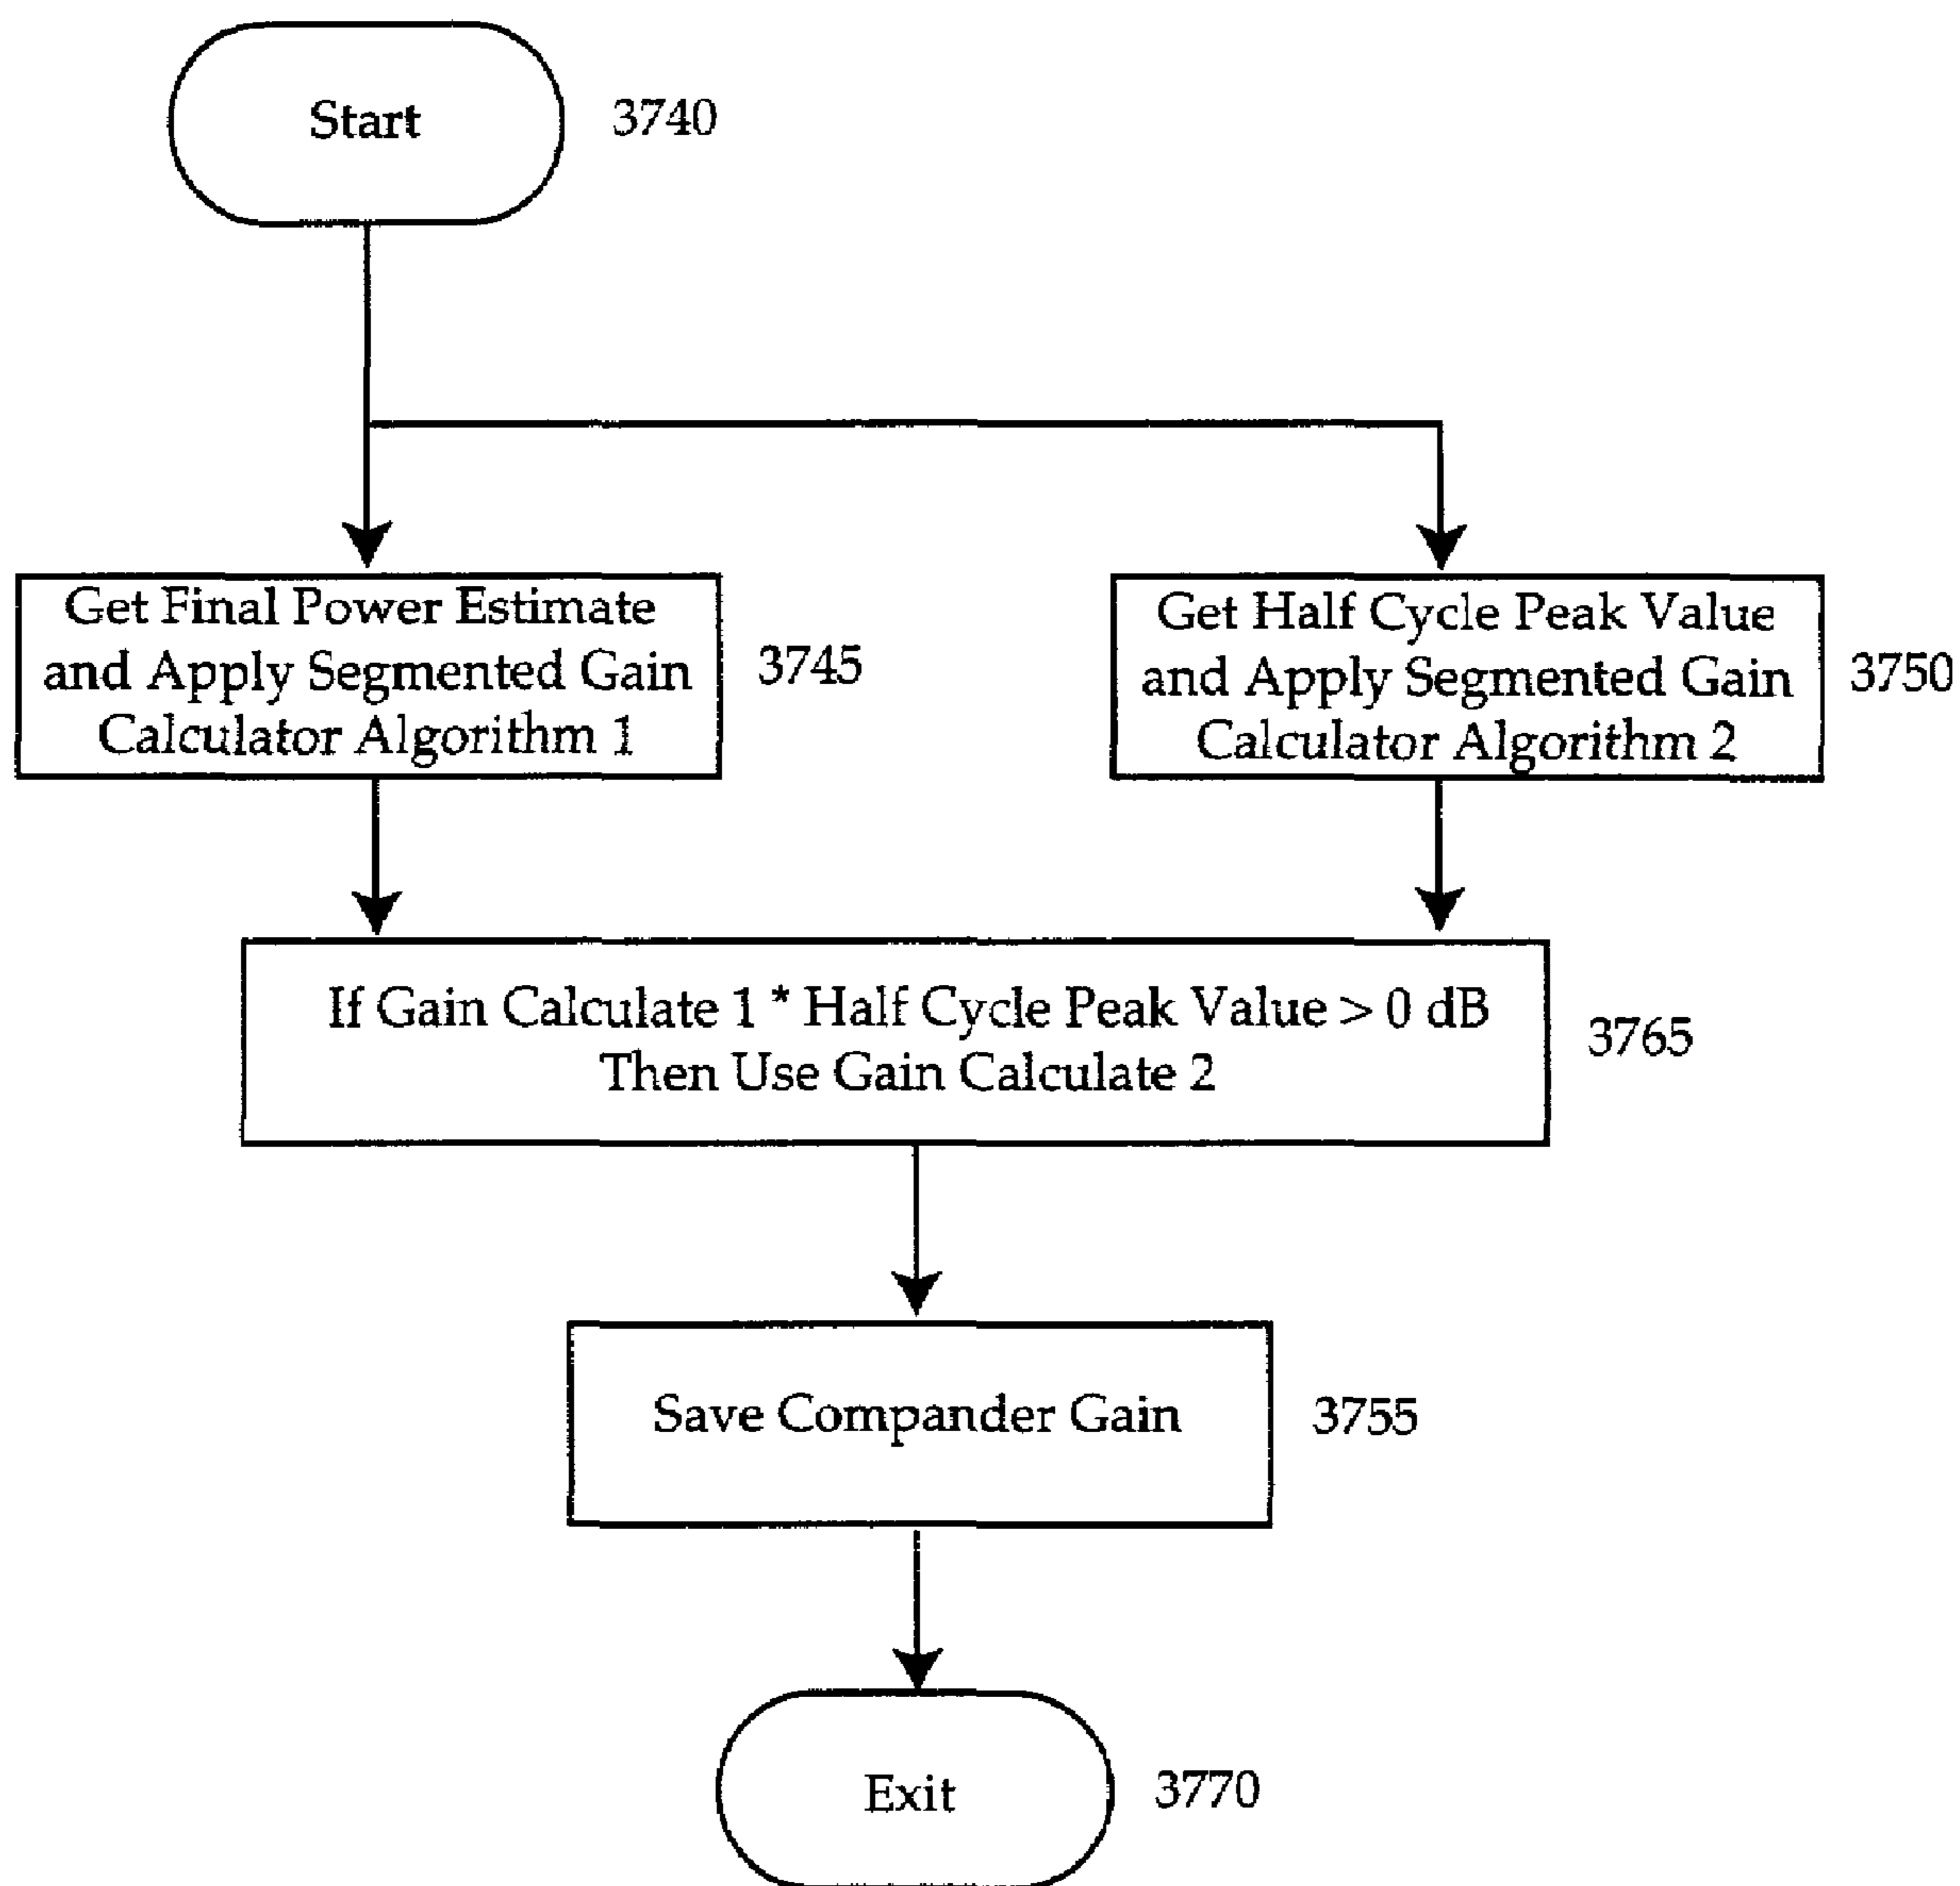 Start
3740
Get Final Power Estimate
and Apply Segmented Gain
Calculator Algorithm 1
3745
Get Half Cycle Peak Value
and Apply Segmented Gain
Calculator Algorithm 2
3750
If Gain Calculate 1 * Half Cycle Peak Value > 0 dB
Then Use Gain Calculate 2
3765
Save Compander Gain
3755
Exit
3770